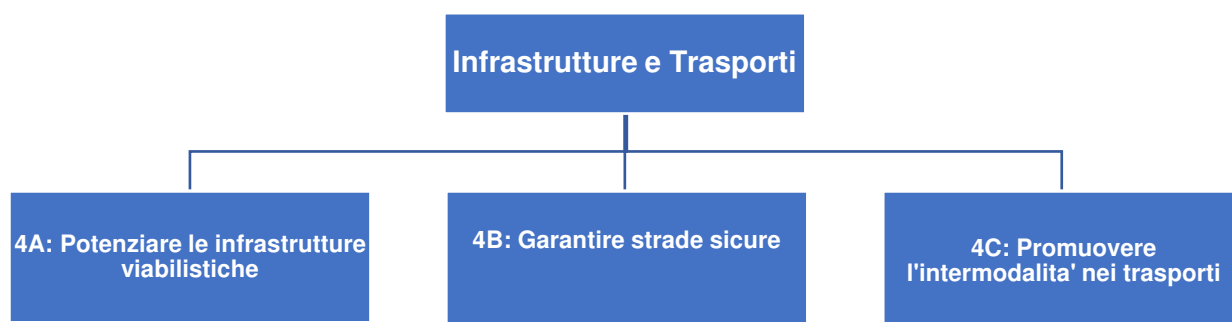 Infrastrutture e Trasporti
4A: Potenziare le infrastrutture
viabilistiche
4B: Garantire strade sicure
4C: Promuovere
l'intermodalita' nei trasporti